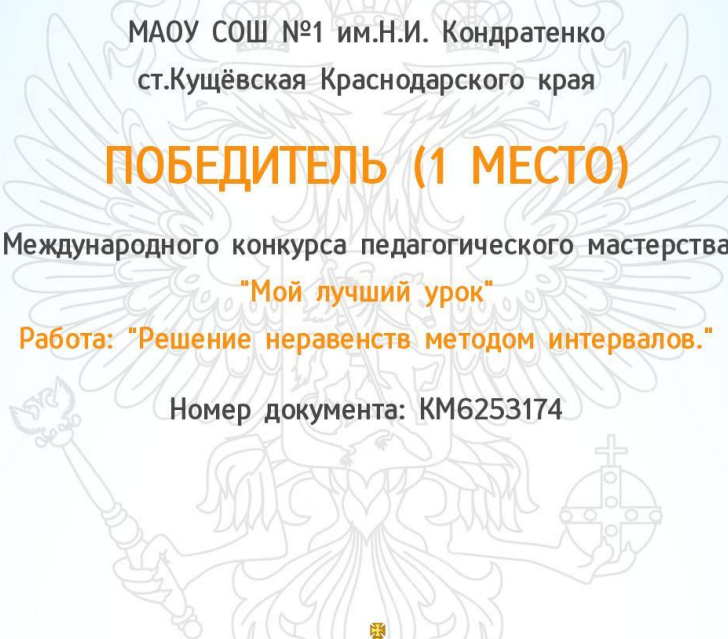 МАОУ СОШ №1 им.Н.И. Кондратенко
ст.Кущёвская Краснодарского края
ПОБЕДИТЕЛЬ (1 МЕСТО)
Международного конкурса педагогического мастерства
"Мой лучший урок"
Работа: "Решение неравенств методом интервалов."
Номер документа: КМ6253174